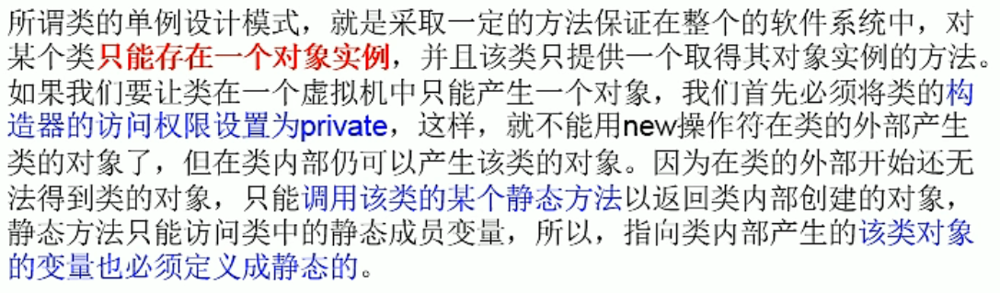 所谓类的单例设计模式，就是采取一定的方法保证在整个的软件系统中，对
某个类只能存在一个对象实例，并且该类只提供一个取得其对象实例的方法。
如果我们要让类在一个虚拟机中只能产生一个对象，我们首先必须将类的构
造器的访问权限设置为private，这样，就不能用new操作符在类的外部产生
类的对象了，但在类内部仍可以产生该类的对象。因为在类的外部开始还无
法得到类的对象，只能调用该类的某个静态方法以返回类内部创建的对象，
静态方法只能访问类中的静态成员变量，所以，指向类内部产生的该类对象
的变量也必须定义成静态的。